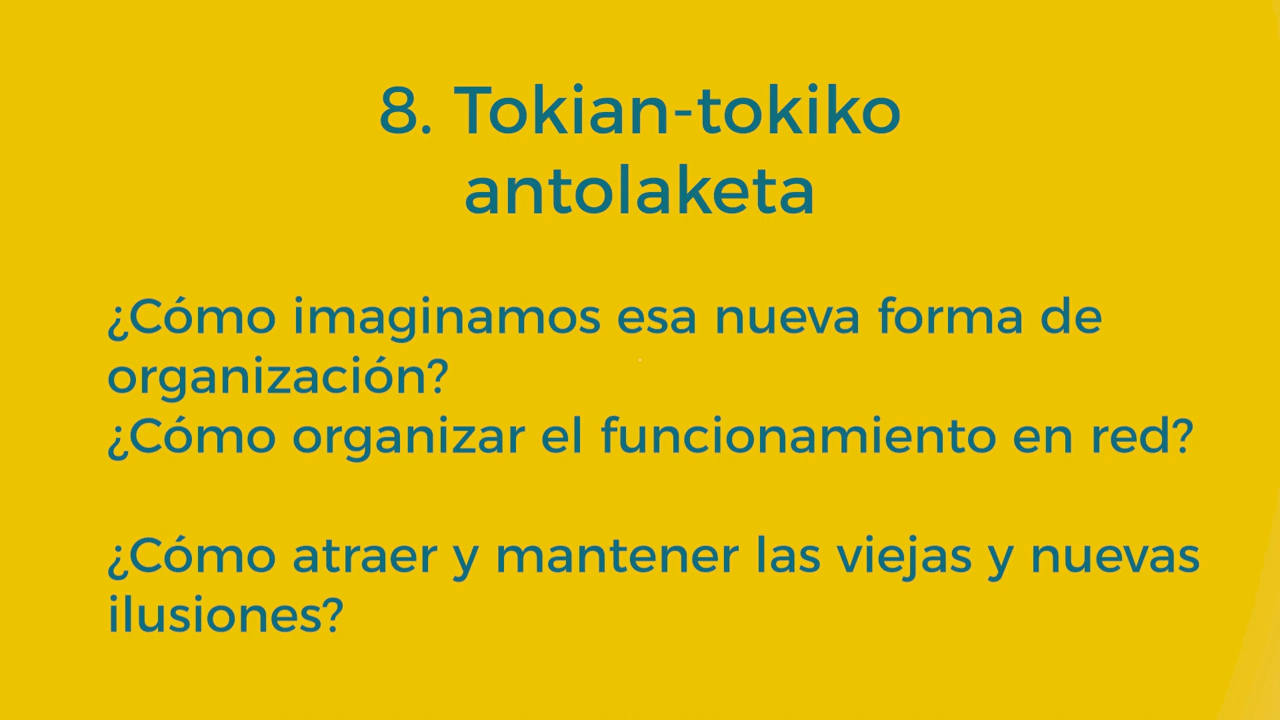 8. Tokian-tokiko
antolaketa
¿Cómo imaginamos esa nueva forma de
organización?
¿Cómo organizar el funcionamiento en red?
¿Cómo atraer y mantener las viejas y nuevas
ilusiones?